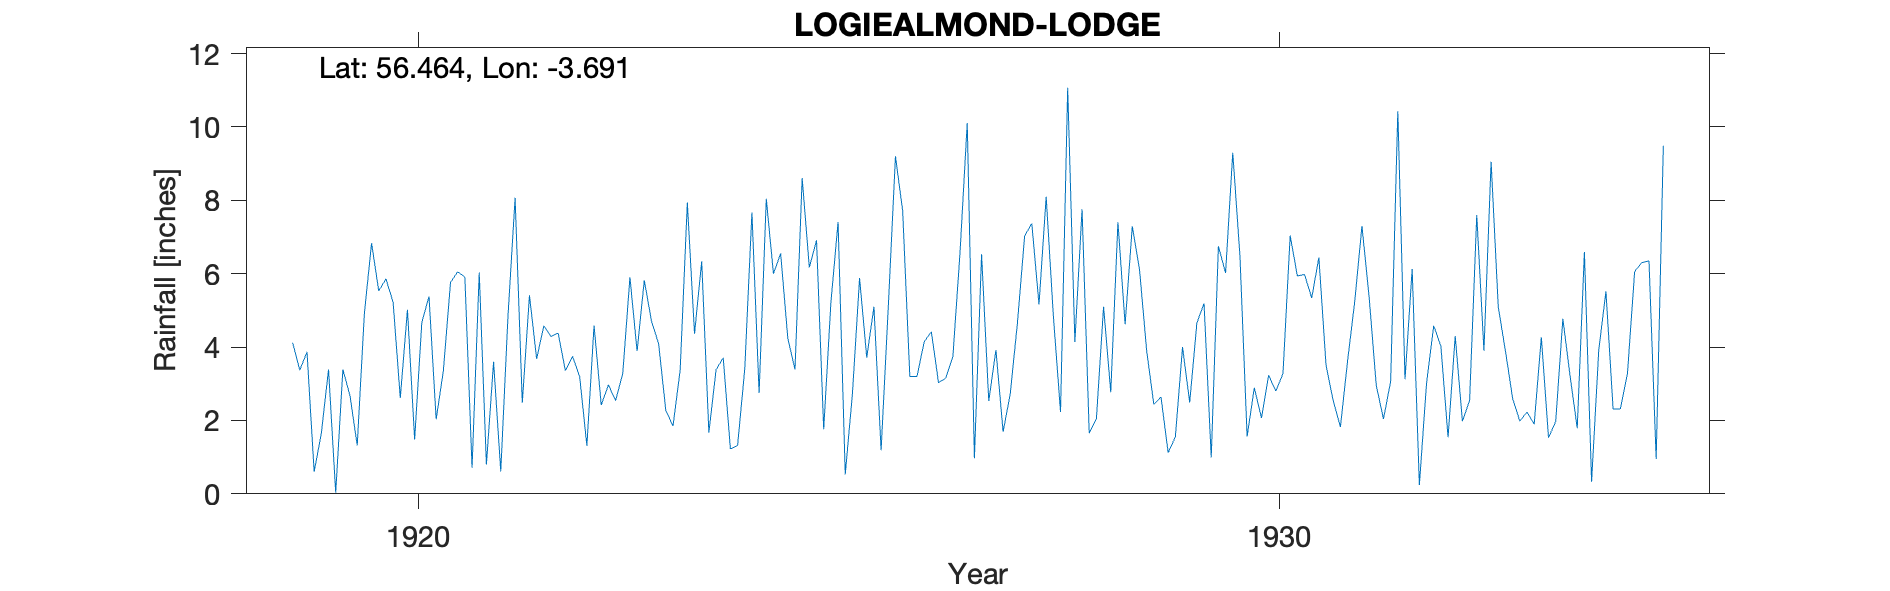 LOGIEALMOND-LODGE
Lat: 56.464, Lon: -3.691
12
10
8
6
4
2
0
Rainfall [inches]
1920
1930
Year